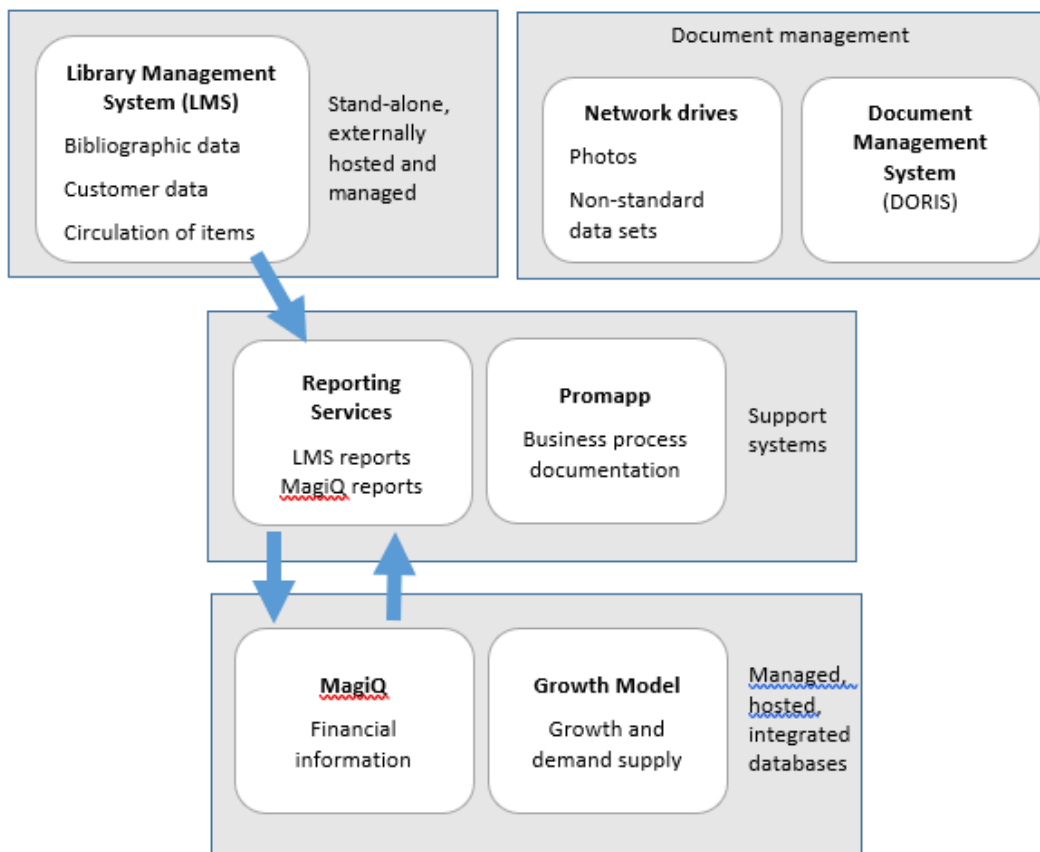 Library Management
System (LMS)
Bibliographic data
Customer data
Circulation of items
Stand-alone,
externally
hosted and
managed
Document management
Network drives
Photos
Non-standard
data sets
Document
Management
System
(DORIS)
Reporting
Services
LMS reports
MagiQ reports
Promapp
Business process
documentation
Support
systems
MagiQ
Financial
information
Growth Model
Growth and
demand supply
Managed,
hosted,
integrated
databases